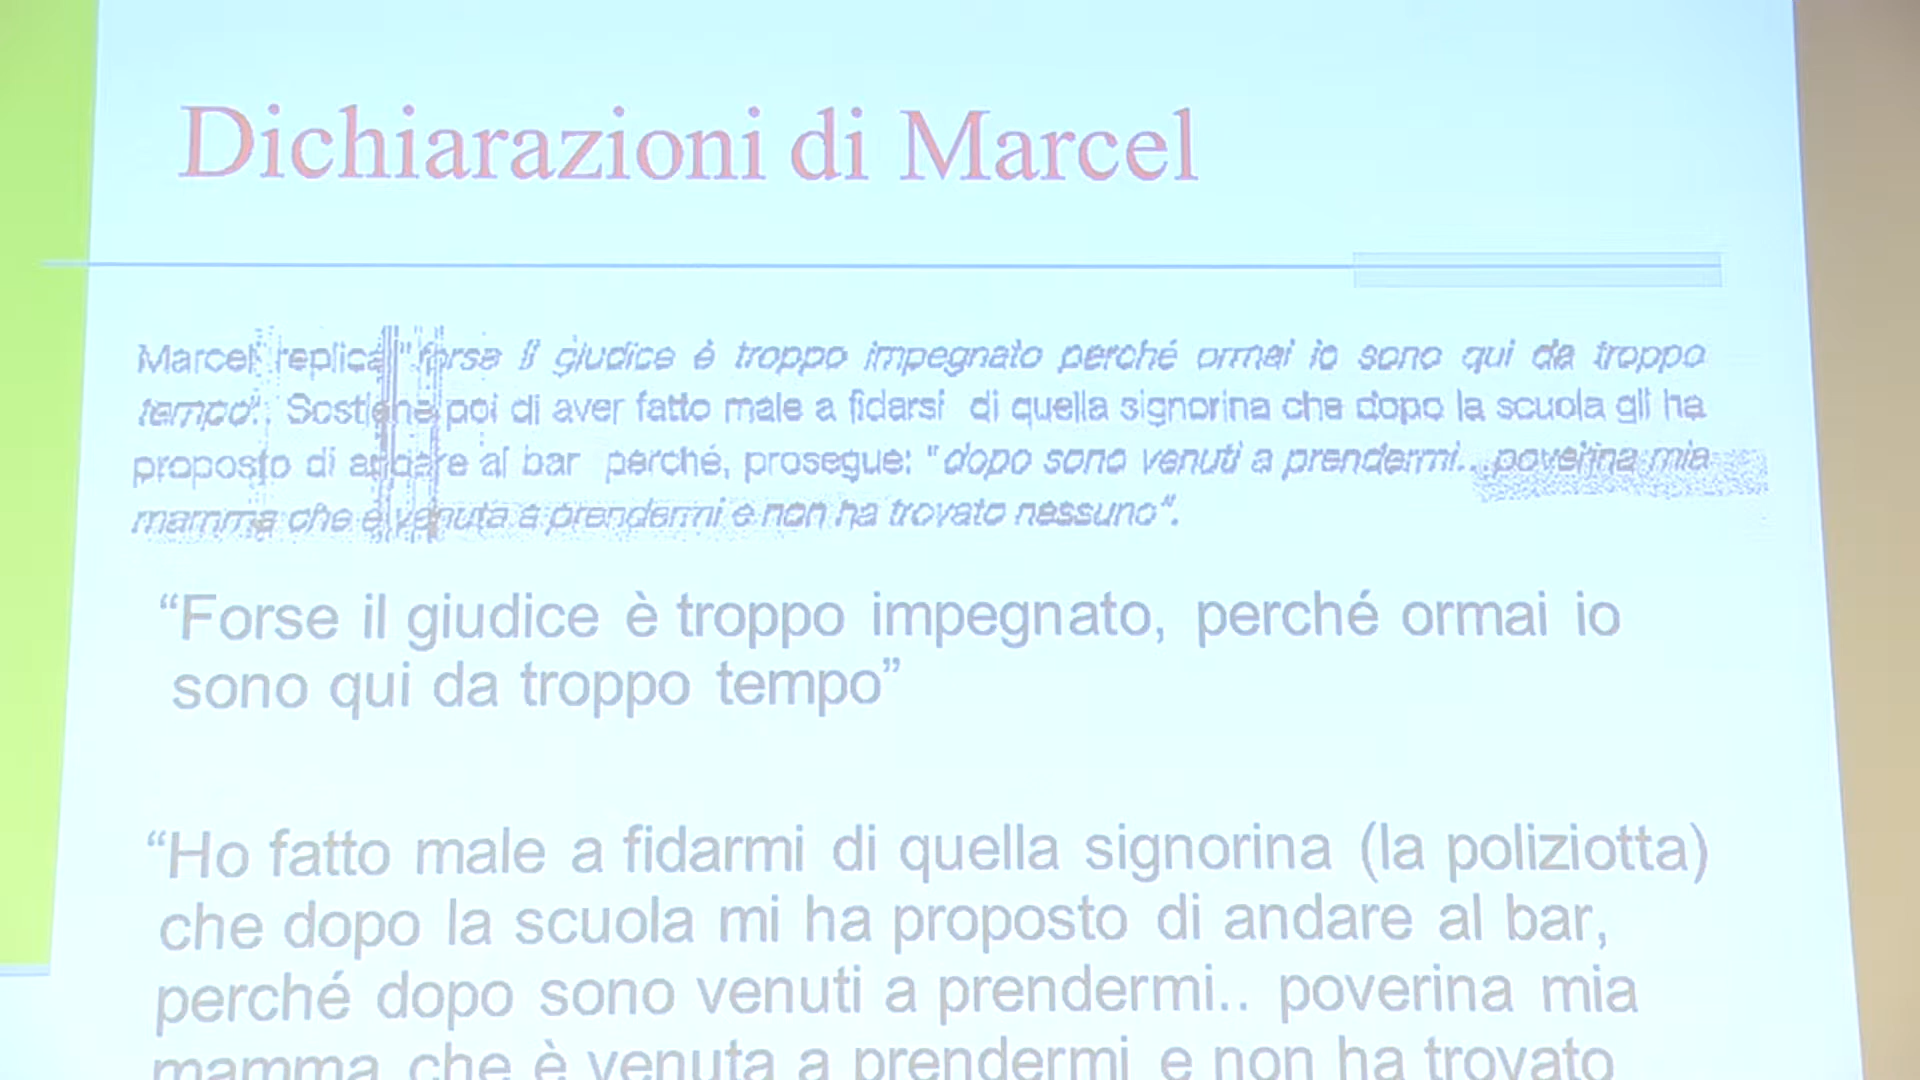 Dichiarazioni di Marcel
Marcel replica "forse il giudice è troppo impegnato perché ormai io sono qui da troppo
tempo". Sostiene poi di aver fatto male a fidarsi di quella signorina che dopo la scuola gli ha
proposto di andare al bar perché, prosegue: "dopo sono venuti a prendermi.. poverina mia
mamma che è venuta a prendermi e non ha trovato nessuno".
“Forse il giudice è troppo impegnato, perché ormai io
sono qui da troppo tempo”
“Ho fatto male a fidarmi di quella signorina (la poliziotta)
che dopo la scuola mi ha proposto di andare al bar,
perché dopo sono venuti a prendermi.. poverina mia
mamma che è venuta a prendermi e non ha trovato